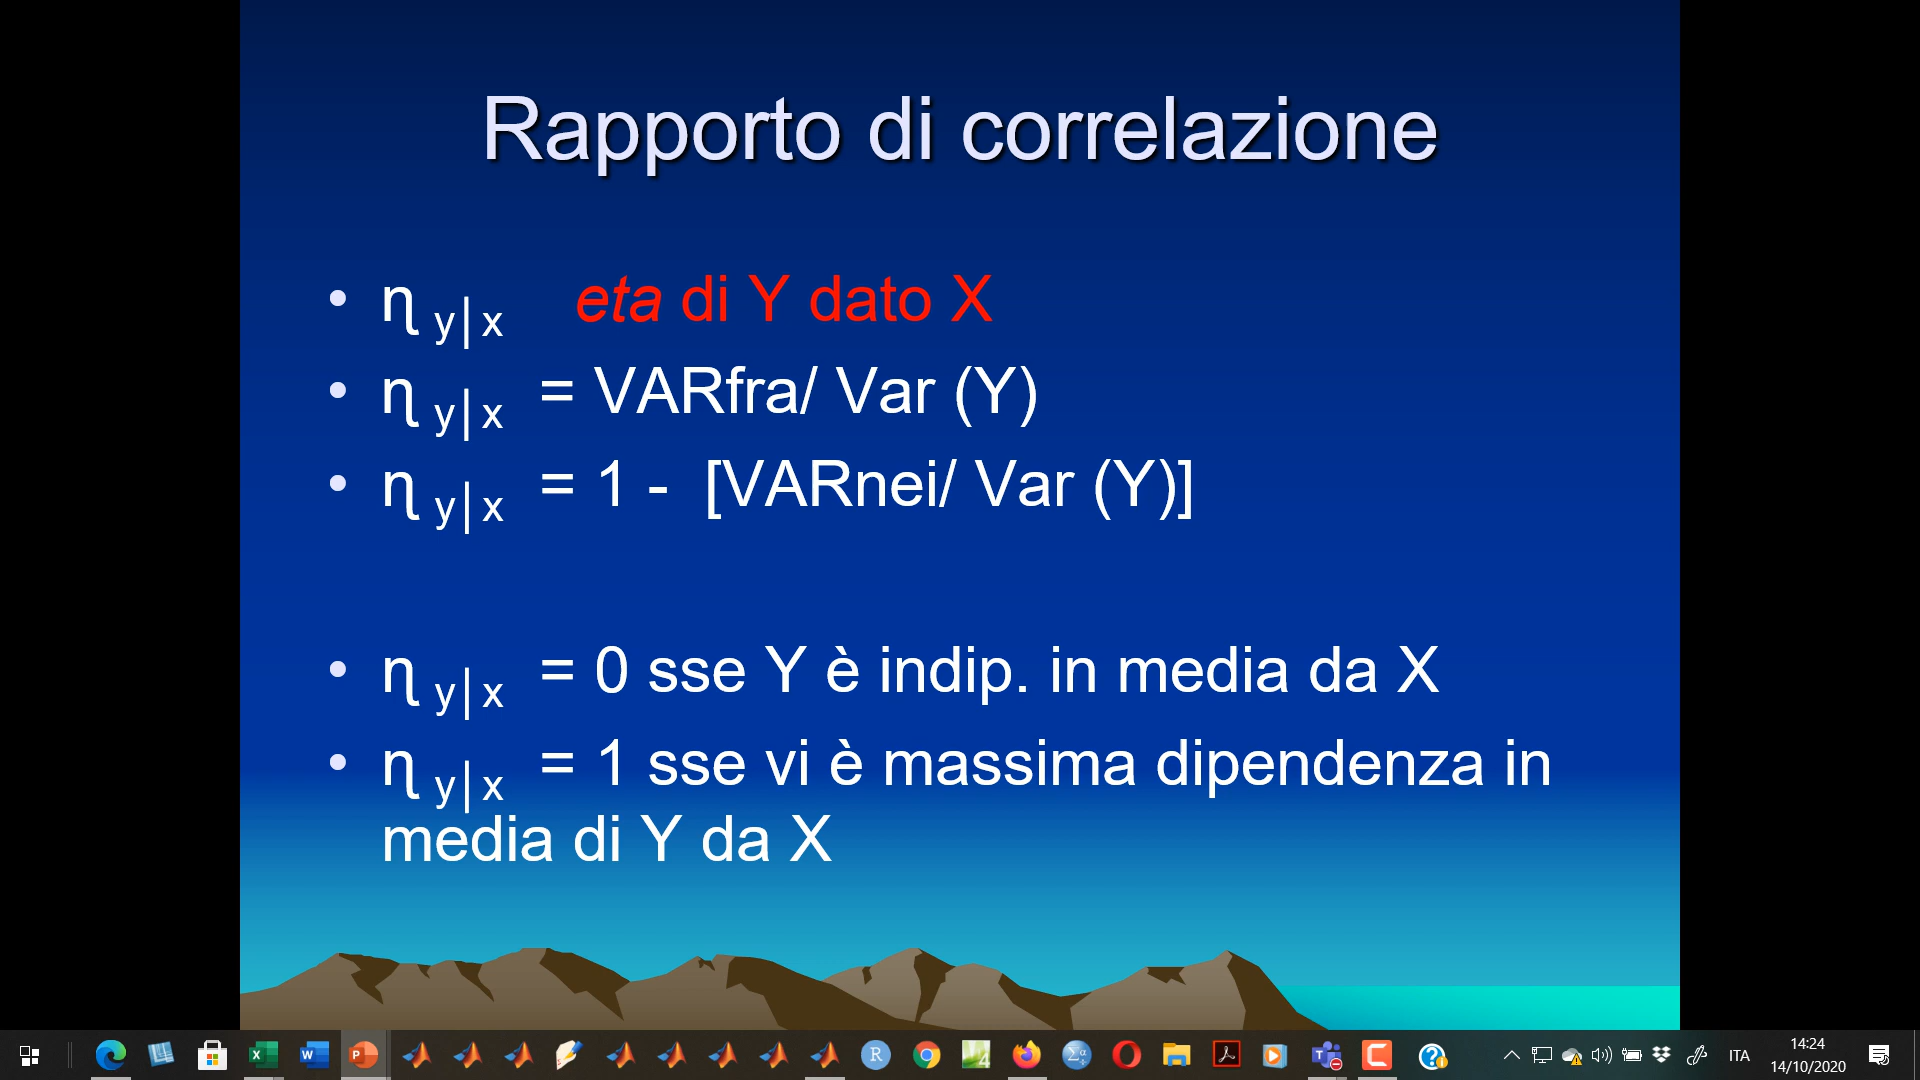 Rapporto di correlazione
• ɳ y|x eta di Y dato X
• ɳ y|x = VARfra/ Var (Y)
• ɳ y|x = 1 - [VARnei/ Var (Y)]
• ɳ y|x = 0 sse Y è indip. in media da X
• ɳ y|x = 1 sse vi è massima dipendenza in
media di Y da X
ITA
14:24
14/10/2020